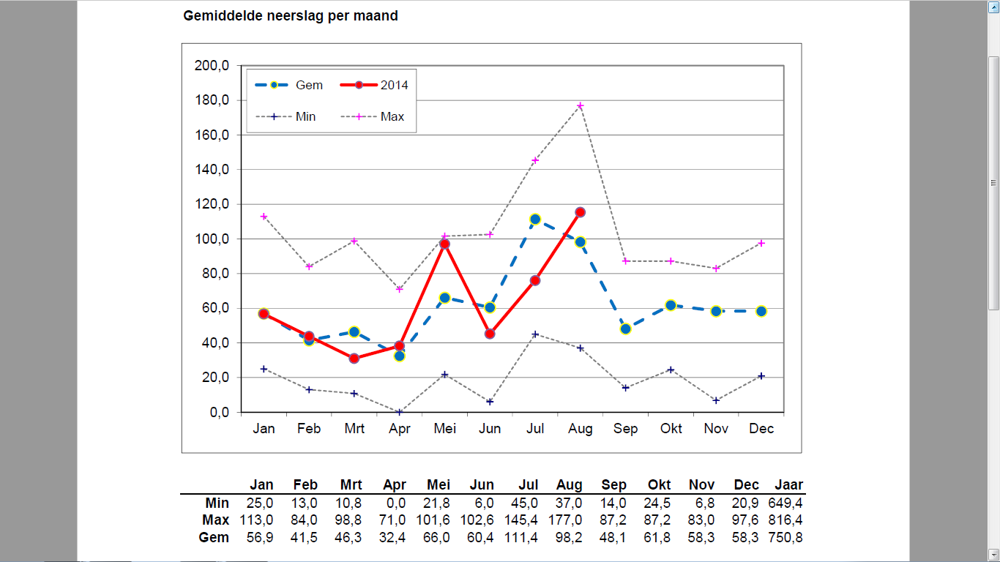 Gemiddelde neerslag per maand
200,0
180,0
160,0
140,0
120,0
100,0
80,0
60,0
40,0
20,0
0,0
Gem 2014
Min Max
Jan Feb Mrt Apr Mei Jun Jul Aug Sep Okt Nov Dec
Jan Feb Mrt Apr Mei Jun Jul Aug Sep Okt Nov Dec Jaar
Min 25,0 13,0 10,8 0,0 21,8 6,0 45,0 37,0 14,0 24,5 6,8 20,9 649,4
Max 113,0 84,0 98,8 71,0 101,6 102,6 145,4 177,0 87,2 87,2 83,0 97,6 816,4
Gem 56,9 41,5 46,3 32,4 66,0 60,4 111,4 98,2 48,1 61,8 58,3 58,3 750,8